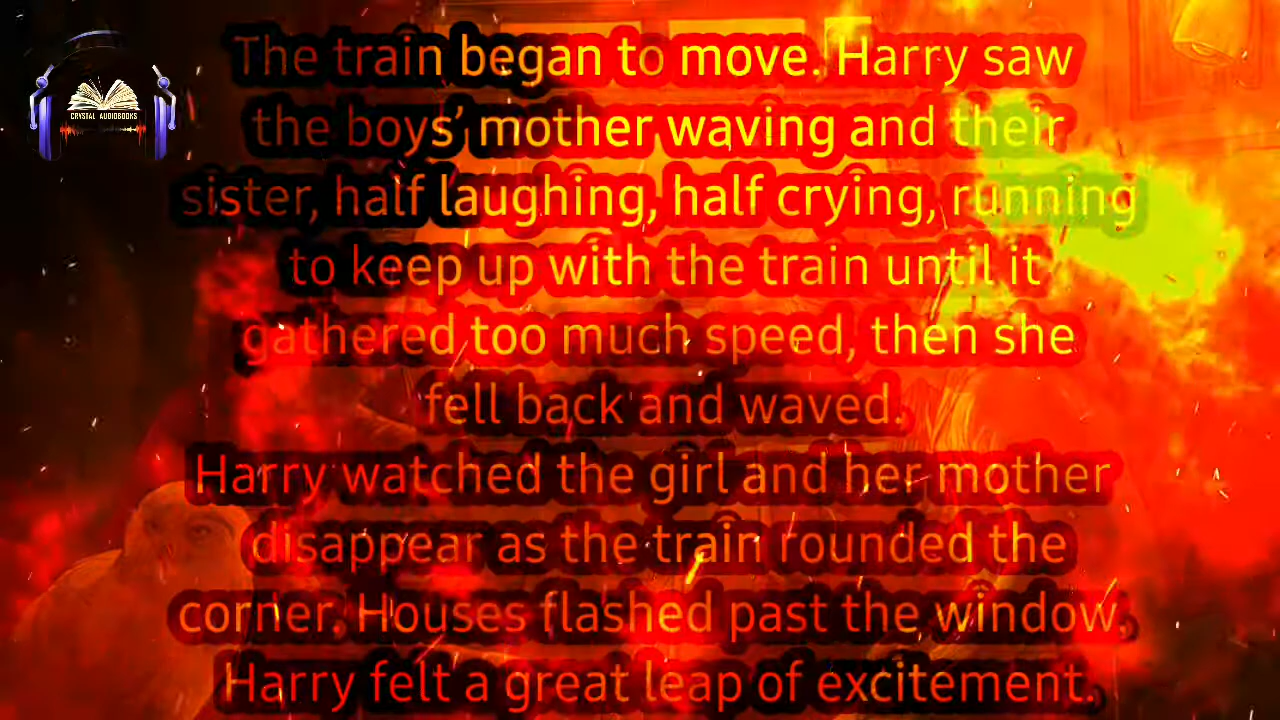 CRYSTAL AUDIOBOOKS
The train began to move. Harry saw
the boys’ mother waving and their
sister, half laughing, half crying, running
to keep up with the train until it
gathered too much speed, then she
fell back and waved.
Harry watched the girl and her mother
disappear as the train rounded the
corner. Houses flashed past the window.
Harry felt a great leap of excitement.